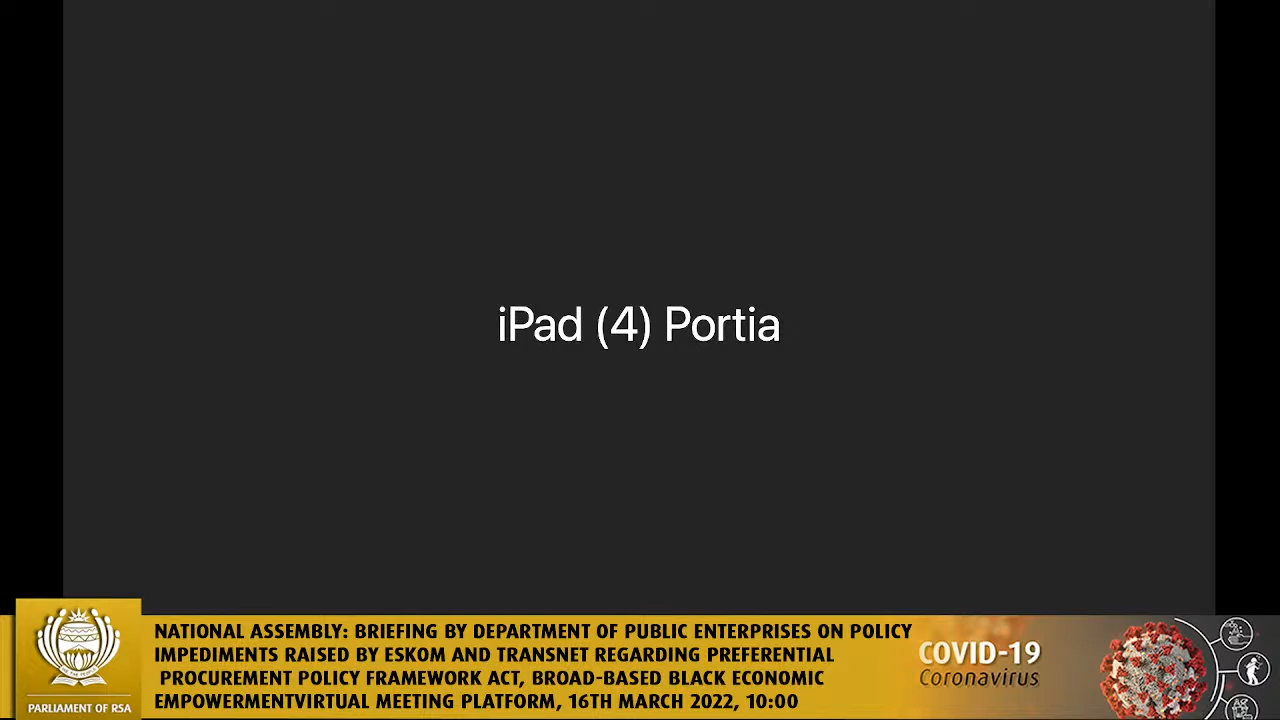 iPad (4) Portia
NATIONAL ASSEMBLY: BRIEFING BY DEPARTMENT OF PUBLIC ENTERPRISES ON POLICY
IMPEDIMENTS RAISED BY ESKOM AND TRANSNET REGARDING PREFERENTIAL
PROCUREMENT POLICY FRAMEWORK ACT, BROAD-BASED BLACK ECONOMIC
EMPOWERMENTVIRTUAL MEETING PLATFORM, 16TH MARCH 2022, 10:00
COVID-19
Coronavirus
PARLIAMENT OF RSA